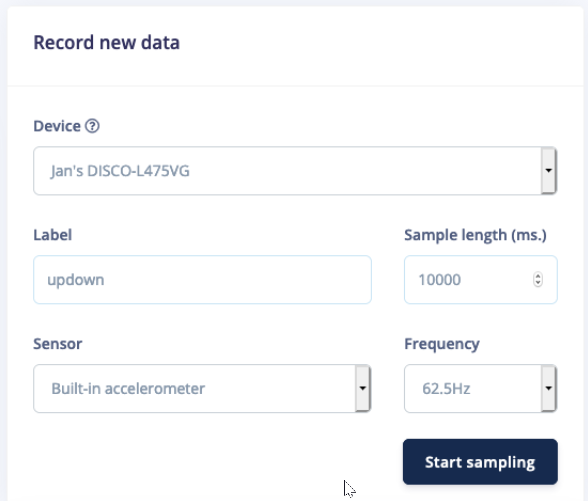 Record new data
Device ?
Jan's DISCO-L475VG
Label
Sample length (ms.)
updown
10000
Sensor
Frequency
Built-in accelerometer
62.5Hz
Start sampling